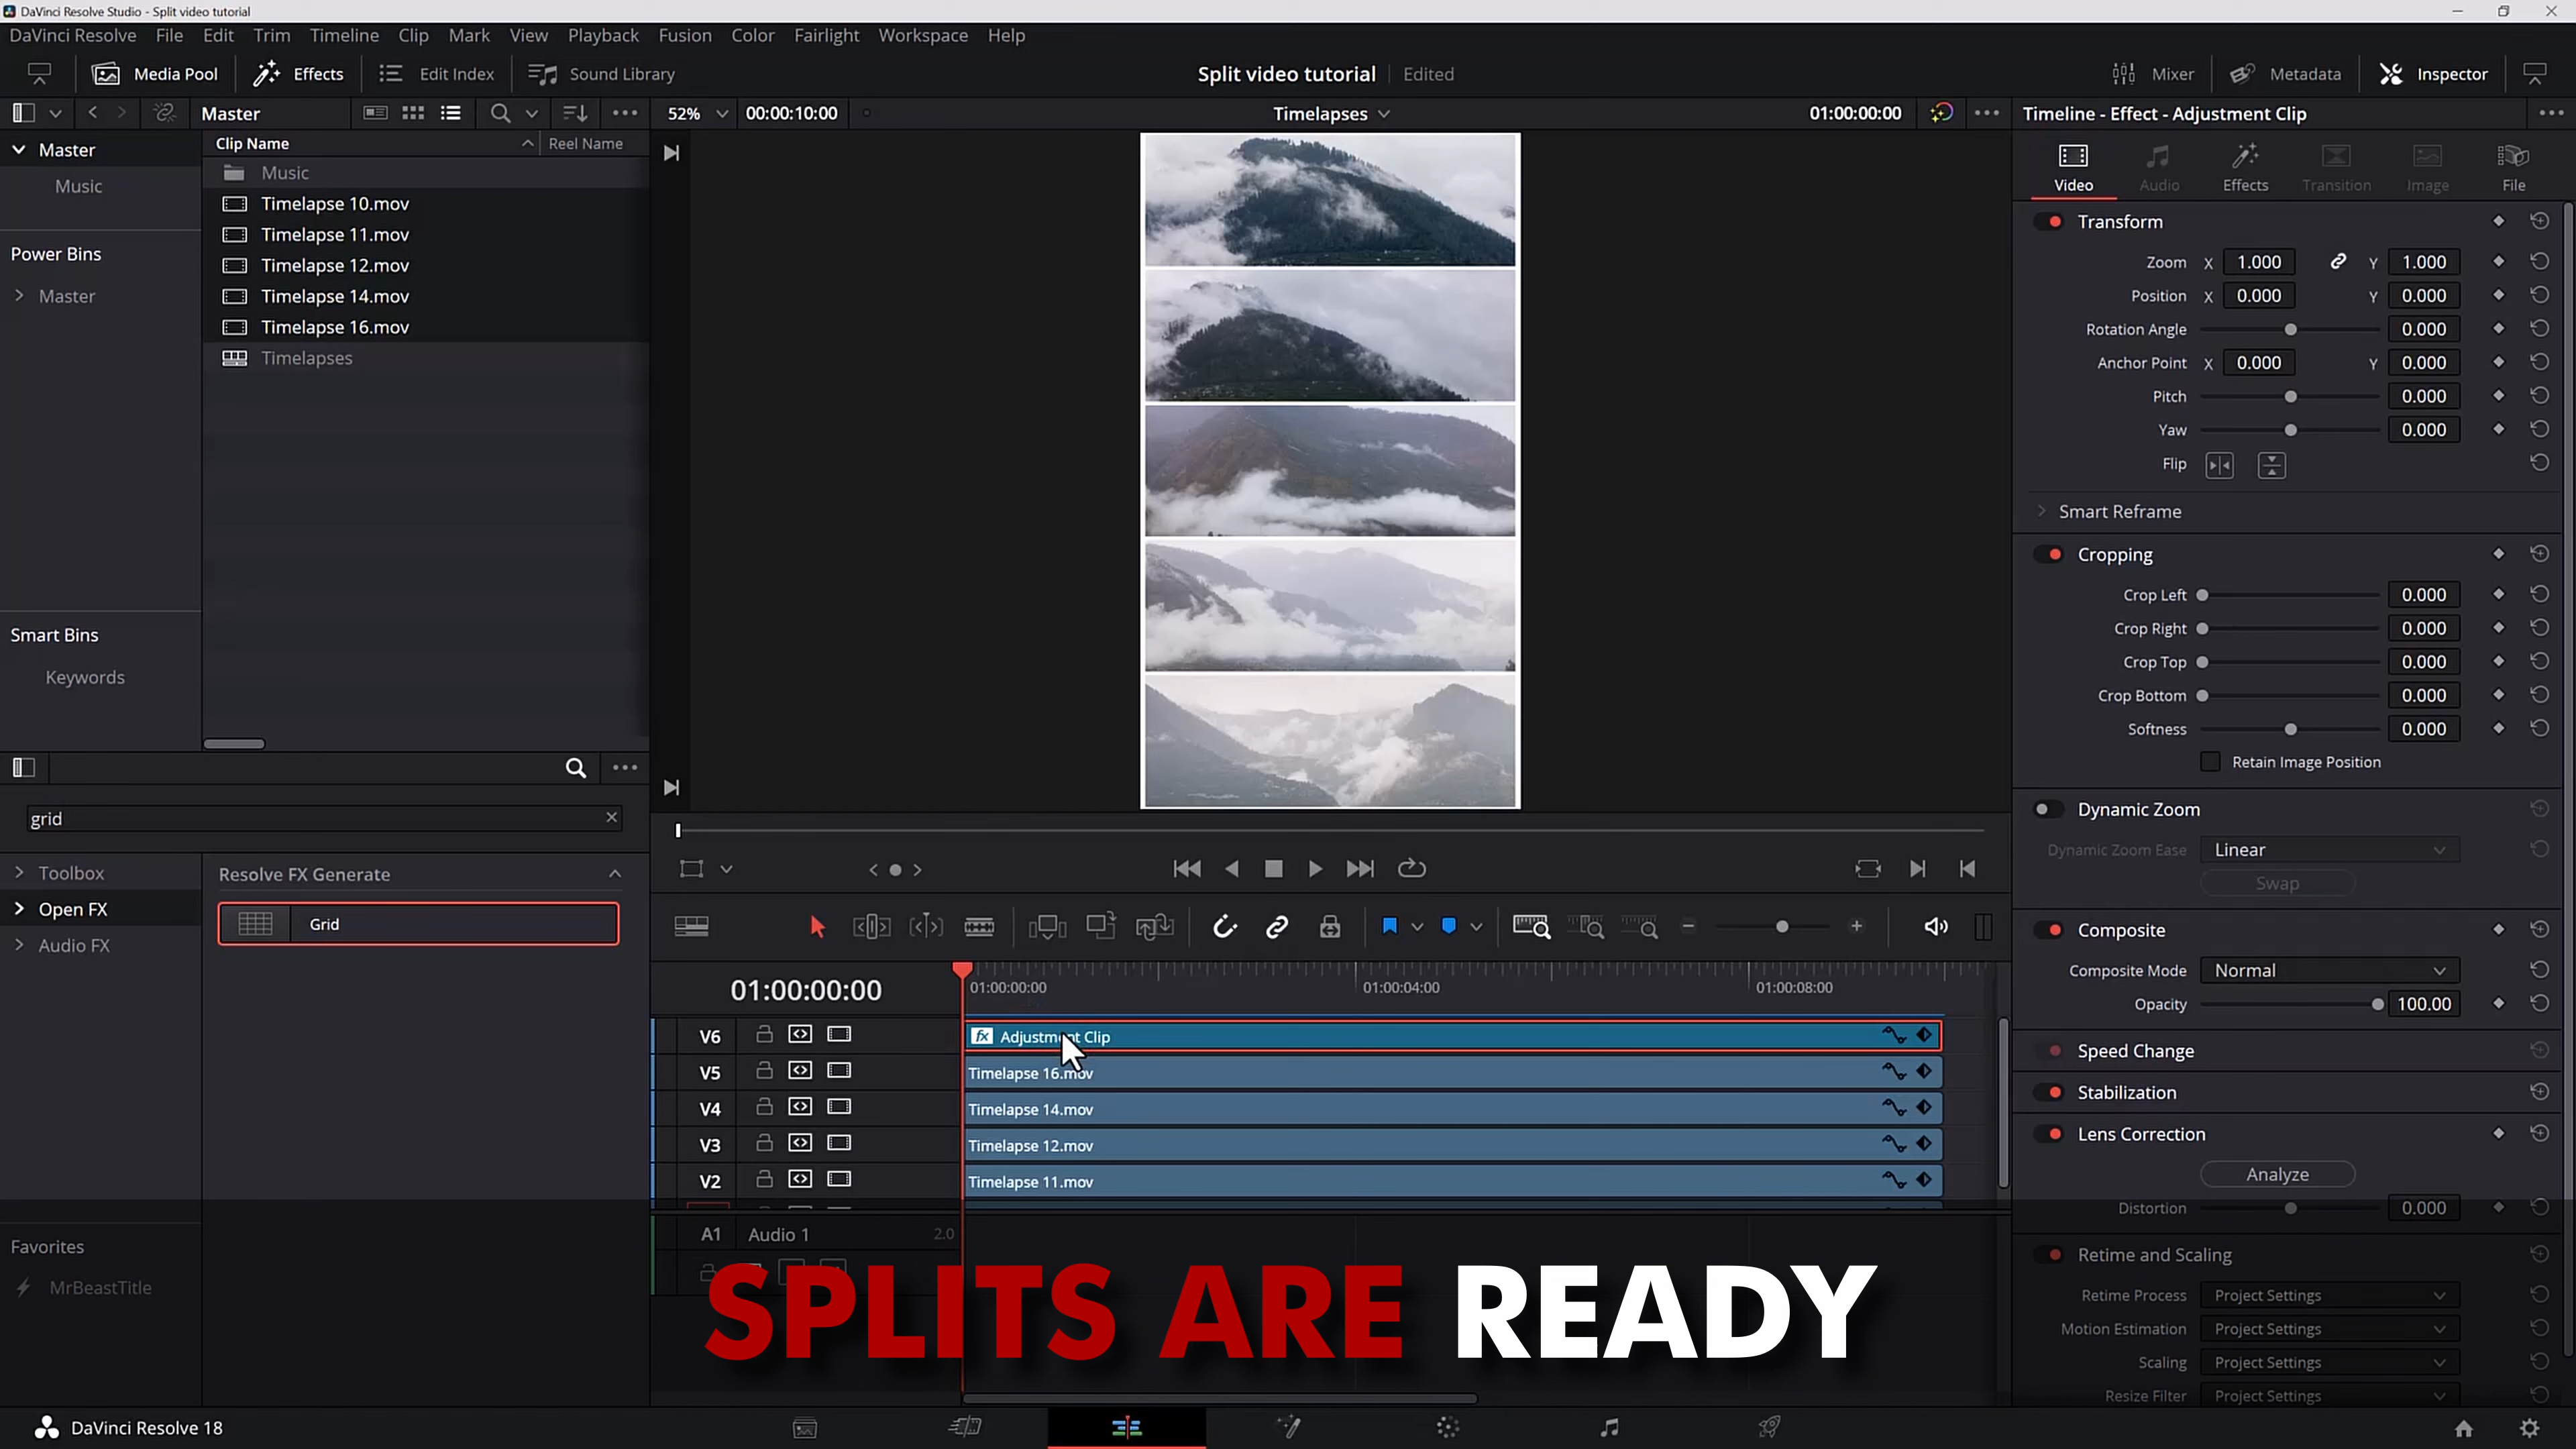 DaVinci Resolve Studio - Split video tutorial
DaVinci Resolve File Edit Trim Timeline Clip Mark View Playback Fusion Color Fairlight Workspace Help
Media Pool Effects Edit Index Sound Library
Split video tutorial Edited
Mixer Metadata Inspector
Master
52% 00:00:10:00
Timelapses
01:00:00:00
Timeline - Effect - Adjustment Clip
Master
Music
Power Bins
Master
Smart Bins
Keywords
Clip Name Reel Name
Music
Timelapse 10.mov
Timelapse 11.mov
Timelapse 12.mov
Timelapse 14.mov
Timelapse 16.mov
Timelapses
Video Audio Effects Transition Image File
Transform
Zoom X 1.000 Y 1.000
Position X 0.000 Y 0.000
Rotation Angle 0.000
Anchor Point X 0.000 Y 0.000
Pitch 0.000
Yaw 0.000
Flip
Smart Reframe
Cropping
Crop Left 0.000
Crop Right 0.000
Crop Top 0.000
Crop Bottom 0.000
Softness 0.000
Retain Image Position
Dynamic Zoom
Dynamic Zoom Ease Linear
Swap
Composite
Composite Mode Normal
Opacity 100.00
Speed Change
Stabilization
Lens Correction
Analyze
Distortion 0.000
Retime and Scaling
Retime Process Project Settings
Motion Estimation Project Settings
Scaling Project Settings
Resize Filter Project Settings
grid
Toolbox
Open FX
Audio FX
Resolve FX Generate
Grid
Favorites
MrBeastTitle
01:00:00:00
01:00:00:00 01:00:04:00 01:00:08:00
V6 fx Adjustment Clip
V5 Timelapse 16.mov
V4 Timelapse 14.mov
V3 Timelapse 12.mov
V2 Timelapse 11.mov
A1 Audio 1 2.0
SPLITS ARE READY
DaVinci Resolve 18